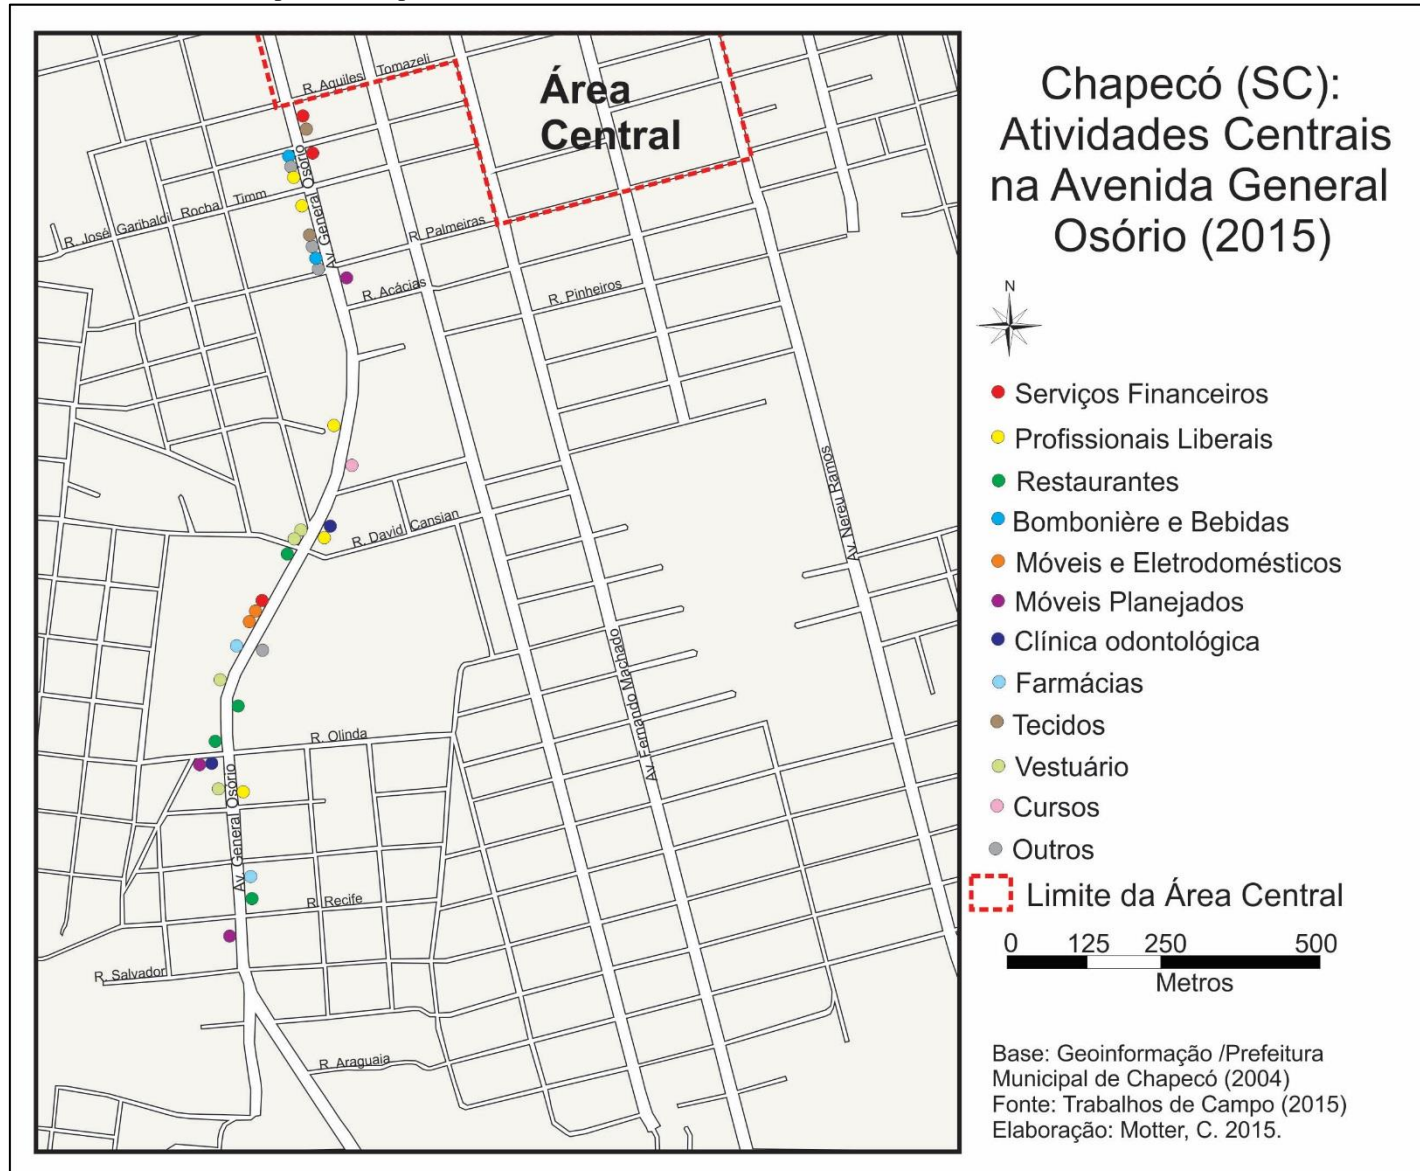 R. Aquiles Tomazeli
Área
Central
R. José Garibaldi Rocha Timm
Av. General Osório
R. Palmeiras
R. Acácias
R. Pinheiros
R. David Cansian
Av. Nereu Ramos
Av. Fernando Machado
R. Olinda
Av. General Osório
R. Recife
R. Salvador
R. Araguaia
Chapecó (SC):
Atividades Centrais
na Avenida General
Osório (2015)
N
Serviços Financeiros
Profissionais Liberais
Restaurantes
Bombonière e Bebidas
Móveis e Eletrodomésticos
Móveis Planejados
Clínica odontológica
Farmácias
Tecidos
Vestuário
Cursos
Outros
Limite da Área Central
0 125 250 500
Metros
Base: Geoinformação /Prefeitura
Municipal de Chapecó (2004)
Fonte: Trabalhos de Campo (2015)
Elaboração: Motter, C. 2015.